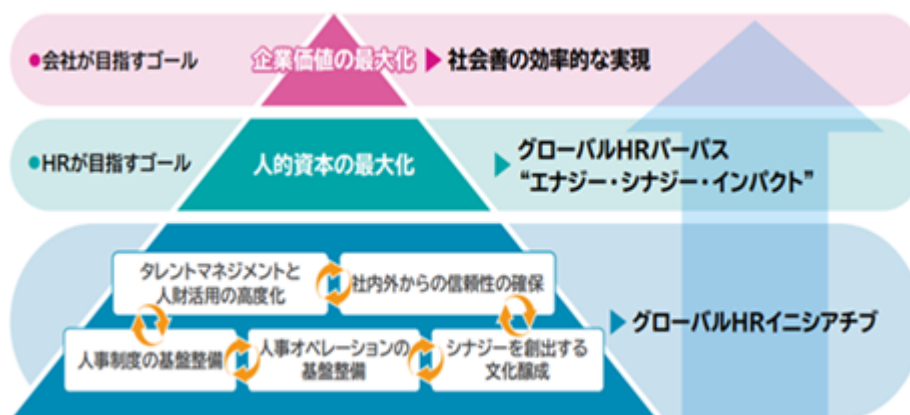 ●会社が目指すゴール
企業価値の最大化
社会善の効率的な実現
●HRが目指すゴール
人的資本の最大化
グローバルHRパーパス
“エナジー・シナジー・インパクト”
タレントマネジメントと
人財活用の高度化
社内外からの信頼性の確保
人事制度の基盤整備
人事オペレーションの
基盤整備
シナジーを創出する
文化醸成
グローバルHRイニシアチブ